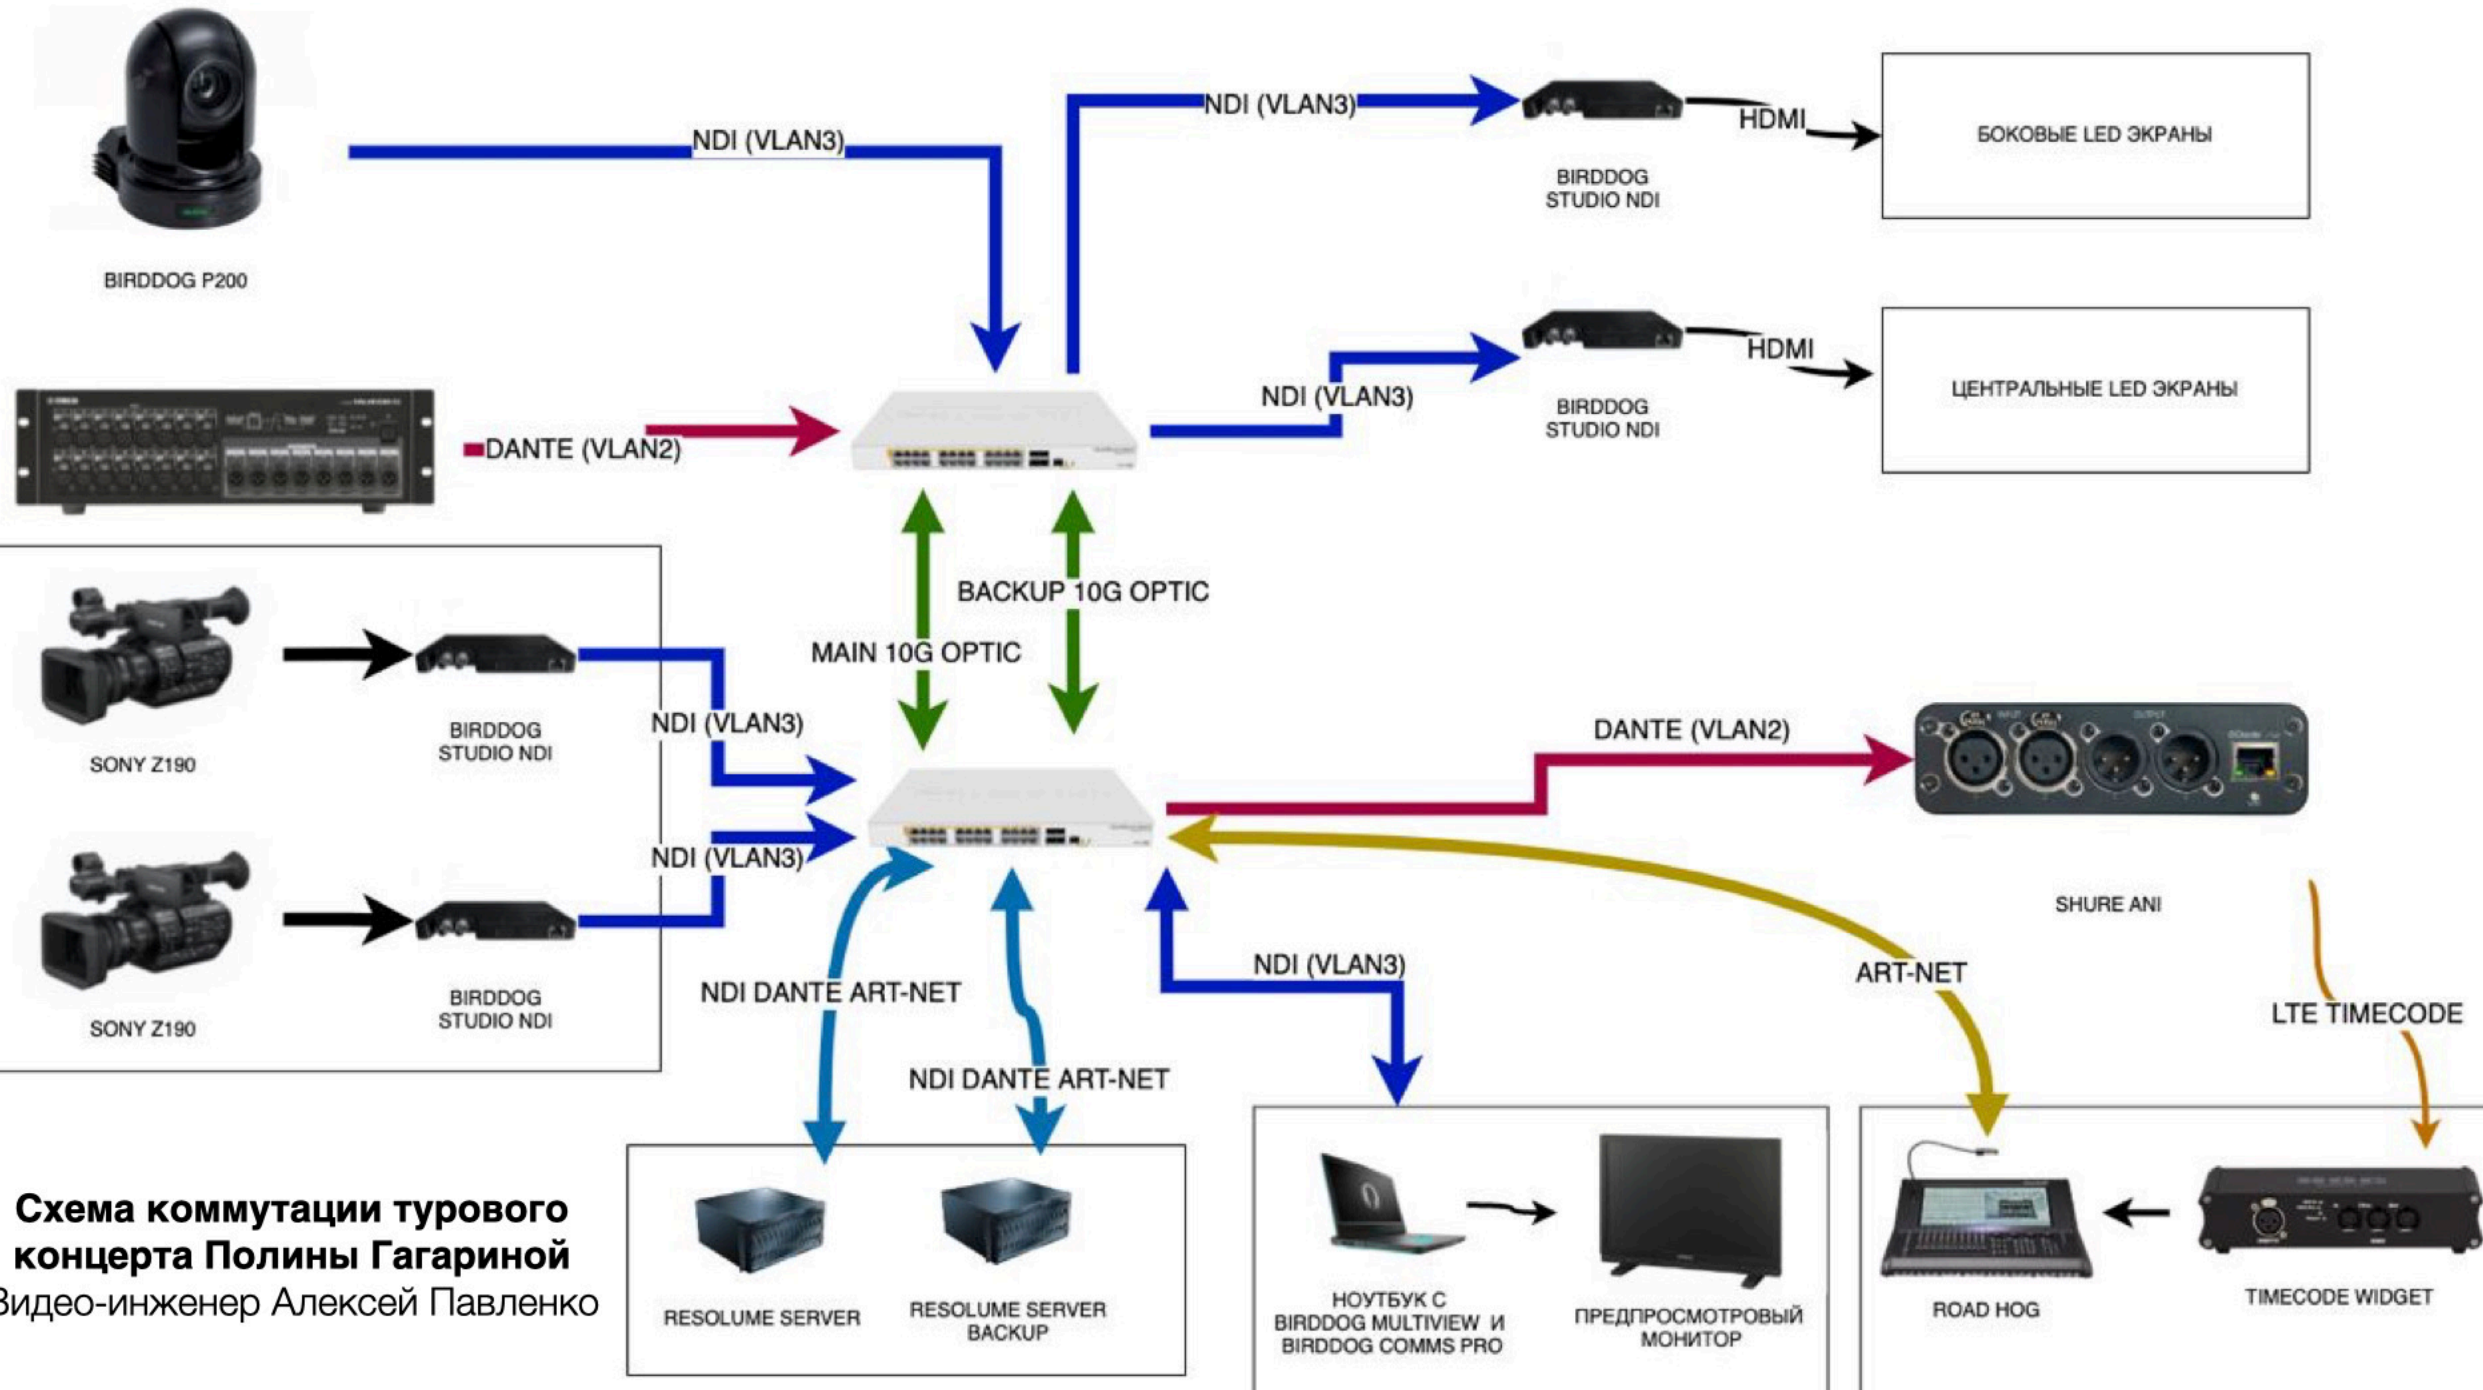 NDI (VLAN3)
NDI (VLAN3)
HDMI
БОКОВЫЕ LED ЭКРАНЫ
BIRDDOG
STUDIO NDI
BIRDDOG P200
HDMI
ЦЕНТРАЛЬНЫЕ LED ЭКРАНЫ
NDI (VLAN3)
BIRDDOG
STUDIO NDI
DANTE (VLAN2)
BACKUP 10G OPTIC
MAIN 10G OPTIC
SONY Z190
BIRDDOG
STUDIO NDI
NDI (VLAN3)
DANTE (VLAN2)
NDI (VLAN3)
SONY Z190
BIRDDOG
STUDIO NDI
SHURE ANI
NDI DANTE ART-NET
NDI (VLAN3)
ART-NET
LTE TIMECODE
NDI DANTE ART-NET
Схема коммутации турового
концерта Полины Гагариной
Видео-инженер Алексей Павленко
RESOLUME SERVER
RESOLUME SERVER
BACKUP
НОУТБУК С
BIRDDOG MULTIVIEW И
BIRDDOG COMMS PRO
ПРЕДПРОСМОТРОВЫЙ
МОНИТОР
ROAD HOG
TIMECODE WIDGET